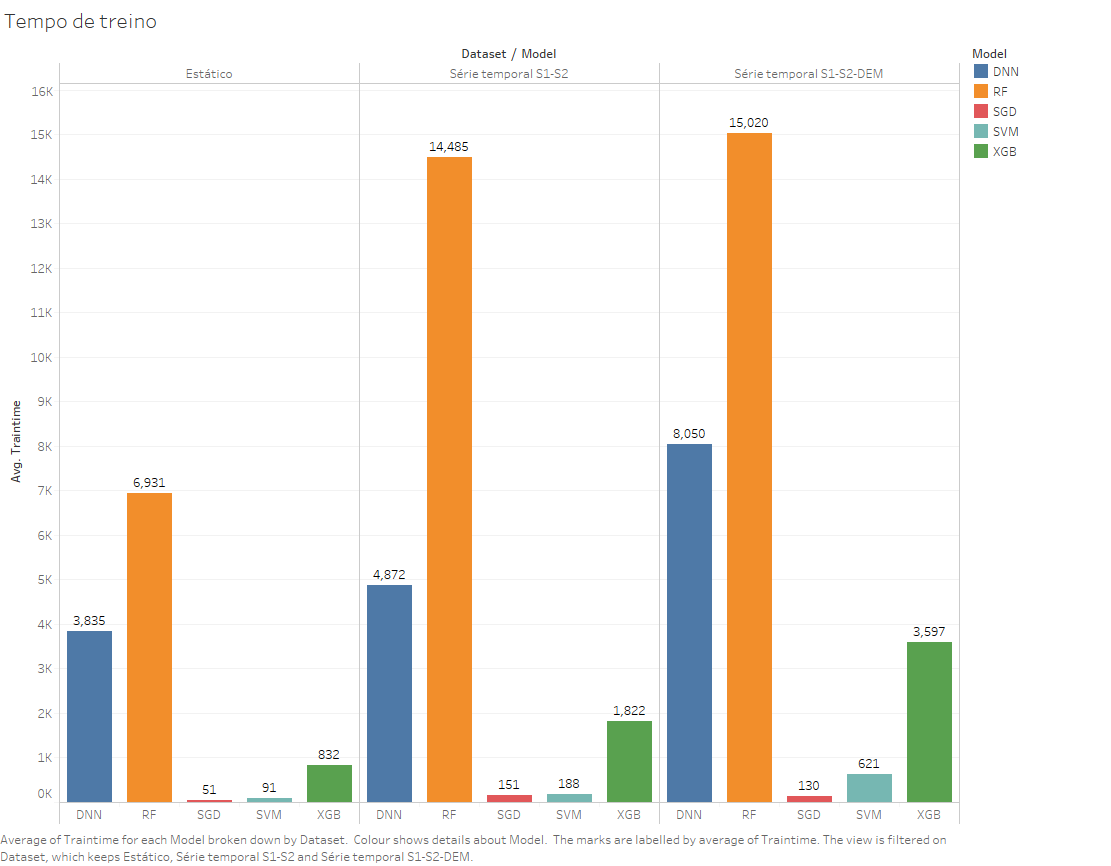 Tempo de treino
Dataset / Model
Estático
Série temporal S1-S2
Série temporal S1-S2-DEM
Model
DNN
RF
SGD
SVM
XGB
Avg. Traintime
16K
15K
14K
13K
12K
11K
10K
9K
8K
7K
6K
5K
4K
3K
2K
1K
0K
3,835
6,931
51
91
832
4,872
14,485
151
188
1,822
8,050
15,020
130
621
3,597
DNN RF SGD SVM XGB DNN RF SGD SVM XGB DNN RF SGD SVM XGB
Average of Traintime for each Model broken down by Dataset.  Colour shows details about Model.  The marks are labelled by average of Traintime. The view is filtered on
Dataset, which keeps Estático, Série temporal S1-S2 and Série temporal S1-S2-DEM.